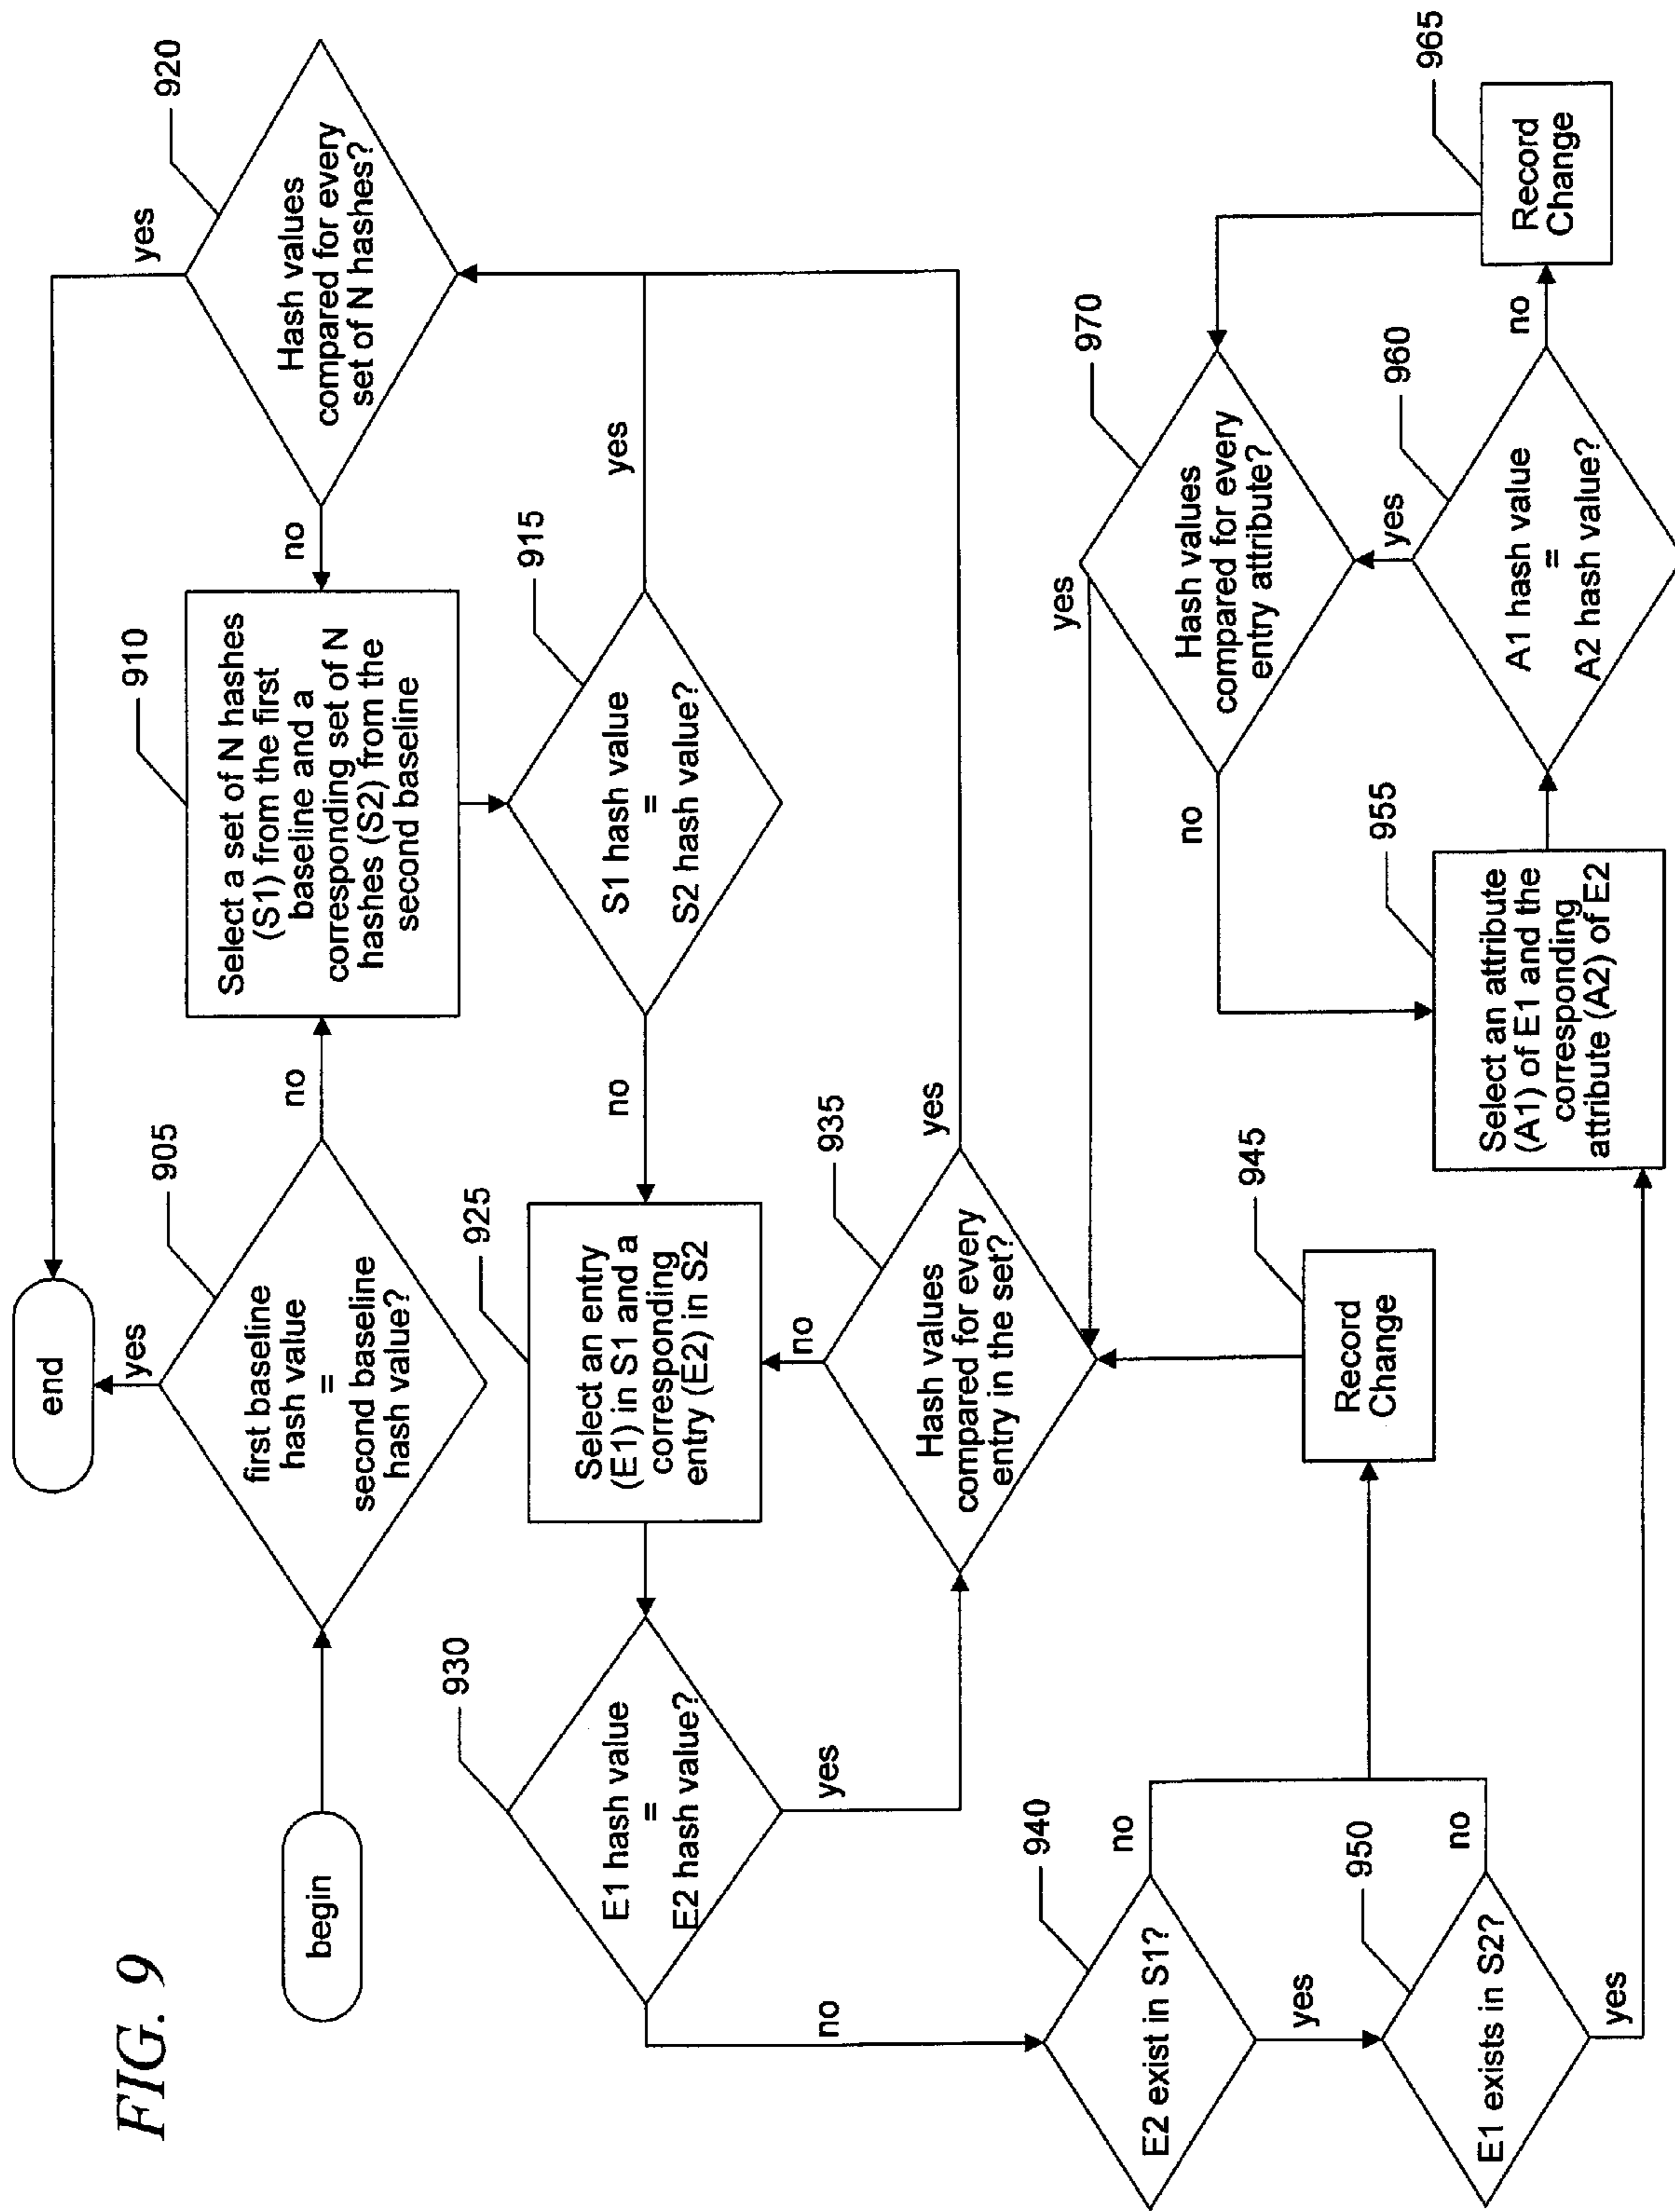 FIG. 9
begin
905
first baseline
hash value
=
second baseline
hash value?
yes
end
no
910
Select a set of N hashes
(S1) from the first
baseline and a
corresponding set of N
hashes (S2) from the
second baseline
no
920
Hash values
compared for every
set of N hashes?
yes
915
S1 hash value
=
S2 hash value?
yes
no
925
Select an entry
(E1) in S1 and a
corresponding
entry (E2) in S2
930
E1 hash value
=
E2 hash value?
yes
no
935
Hash values
compared for every
entry in the set?
no
yes
940
E2 exist in S1?
no
yes
945
Record
Change
950
E1 exists in S2?
no
yes
955
Select an attribute
(A1) of E1 and the
corresponding
attribute (A2) of E2
960
A1 hash value
=
A2 hash value?
yes
no
965
Record
Change
970
Hash values
compared for every
entry attribute?
yes
no